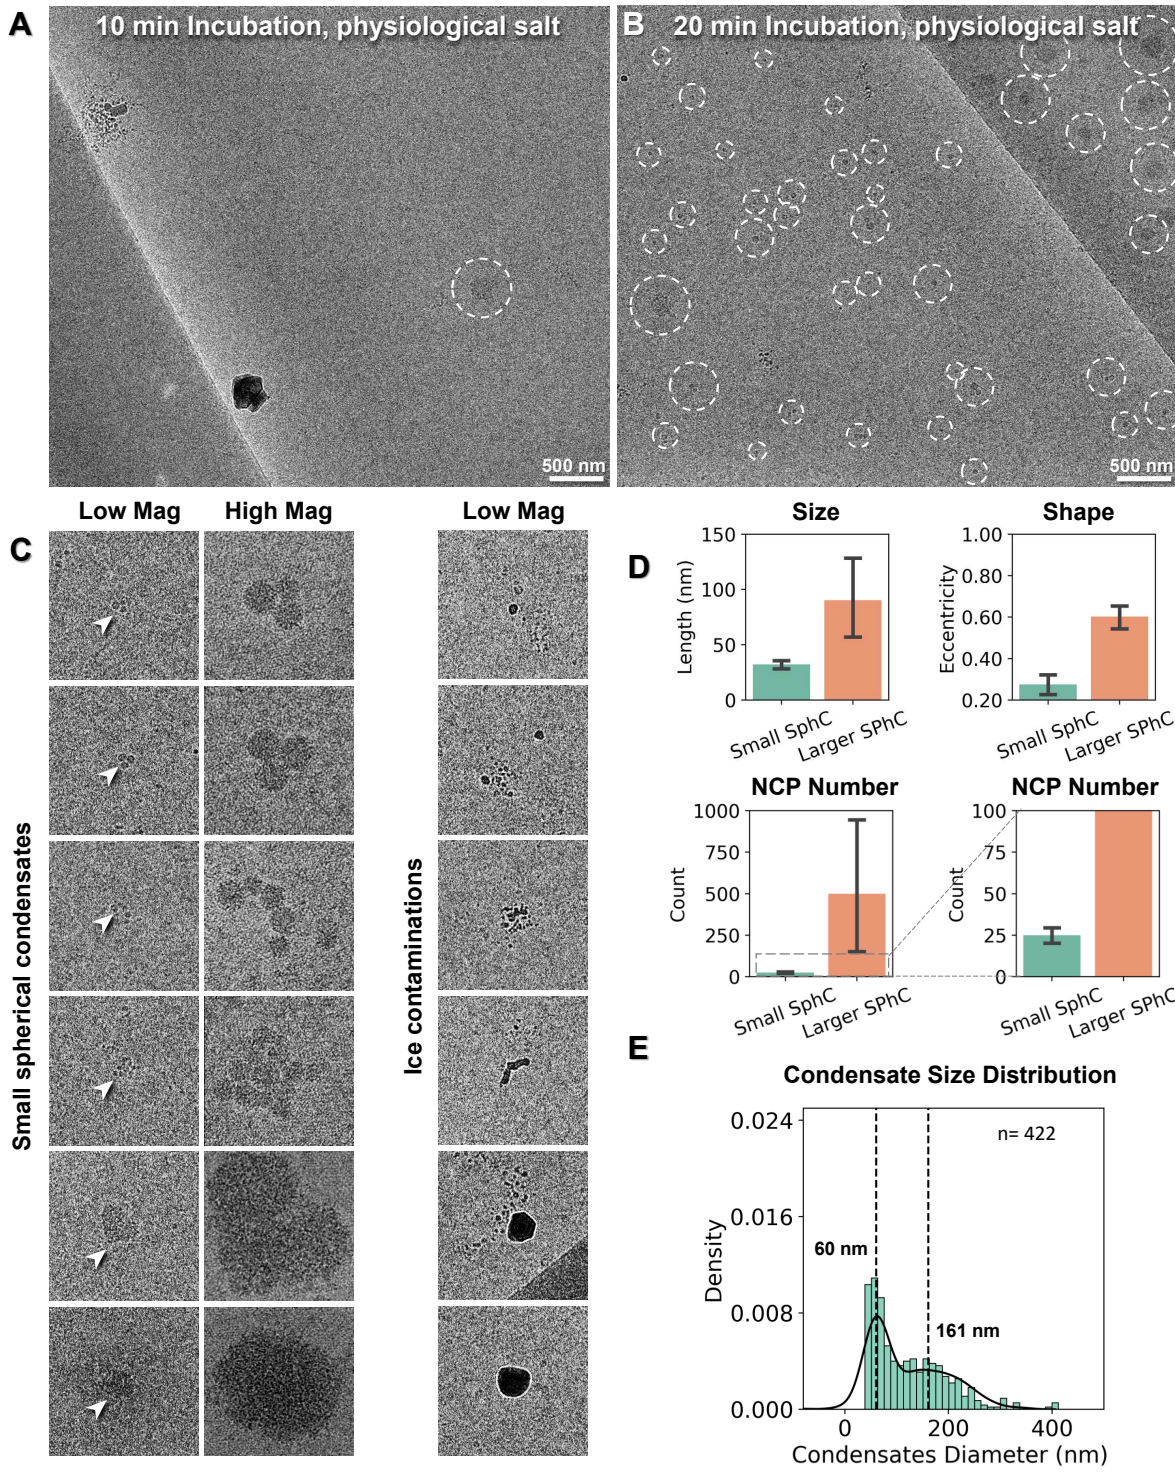 A
10 min Incubation, physiological salt
500 nm
B
20 min Incubation, physiological salt
500 nm
C
Low Mag
High Mag
Low Mag
Small spherical condensates
Ice contaminations
D
Size
150
100
50
0
Length (nm)
Small SphC
Larger SPhC
Shape
1.00
0.80
0.60
0.40
0.20
Eccentricity
Small SphC
Larger SPhC
NCP Number
1000
750
500
250
0
Count
Small SphC
Larger SPhC
NCP Number
100
75
50
25
0
Count
Small SphC
Larger SPhC
E
Condensate Size Distribution
n= 422
0.024
0.016
0.008
0.000
Density
60 nm
161 nm
0
200
400
Condensates Diameter (nm)